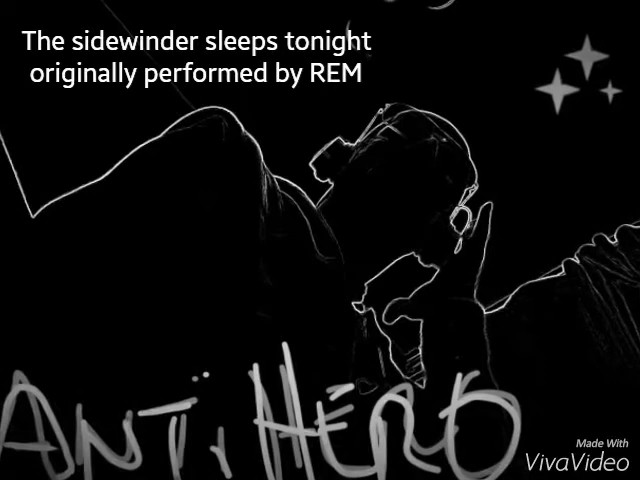 The sidewinder sleeps tonight
originally performed by REM
ANTi HERO
Made With
VivaVideo